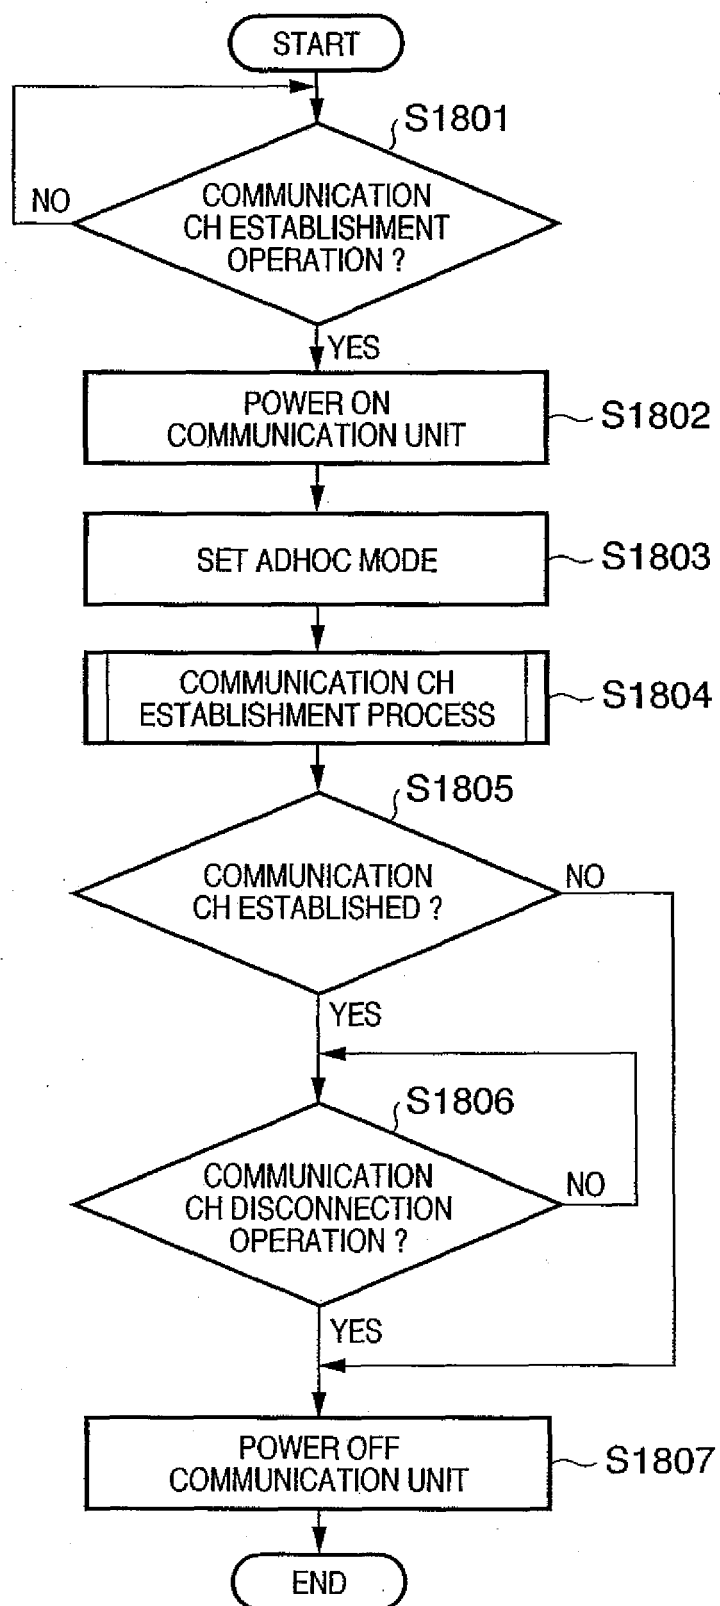 START
S1801
COMMUNICATION
CH ESTABLISHMENT
OPERATION ?
NO
YES
POWER ON
COMMUNICATION UNIT
S1802
SET ADHOC MODE
S1803
COMMUNICATION CH
ESTABLISHMENT PROCESS
S1804
S1805
COMMUNICATION
CH ESTABLISHED ?
NO
YES
S1806
COMMUNICATION
CH DISCONNECTION
OPERATION ?
NO
YES
POWER OFF
COMMUNICATION UNIT
S1807
END